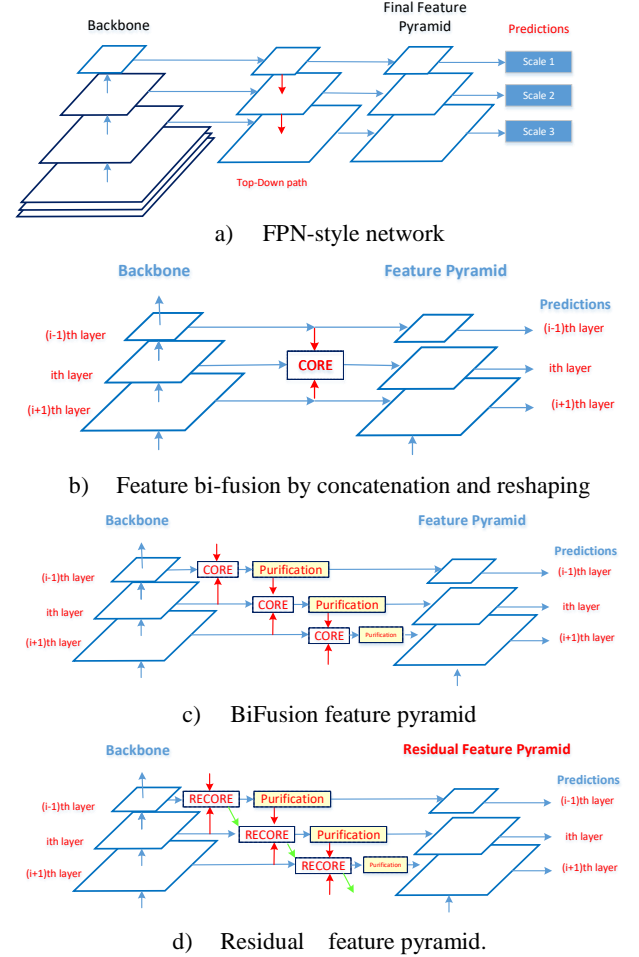 Backbone
Final Feature
Pyramid
Predictions
Scale 1
Scale 2
Scale 3
Top-Down path
a) FPN-style network
Backbone
Feature Pyramid
Predictions
(i-1)th layer
(i-1)th layer
CORE
ith layer
ith layer
(i+1)th layer
(i+1)th layer
b) Feature bi-fusion by concatenation and reshaping
Backbone
Feature Pyramid
Predictions
(i-1)th layer
CORE
Purification
(i-1)th layer
ith layer
CORE
Purification
ith layer
(i+1)th layer
CORE
Purification
(i+1)th layer
c) BiFusion feature pyramid
Backbone
Residual Feature Pyramid
Predictions
(i-1)th layer
RECORE
Purification
(i-1)th layer
ith layer
RECORE
Purification
ith layer
(i+1)th layer
RECORE
Purification
(i+1)th layer
d) Residual feature pyramid.